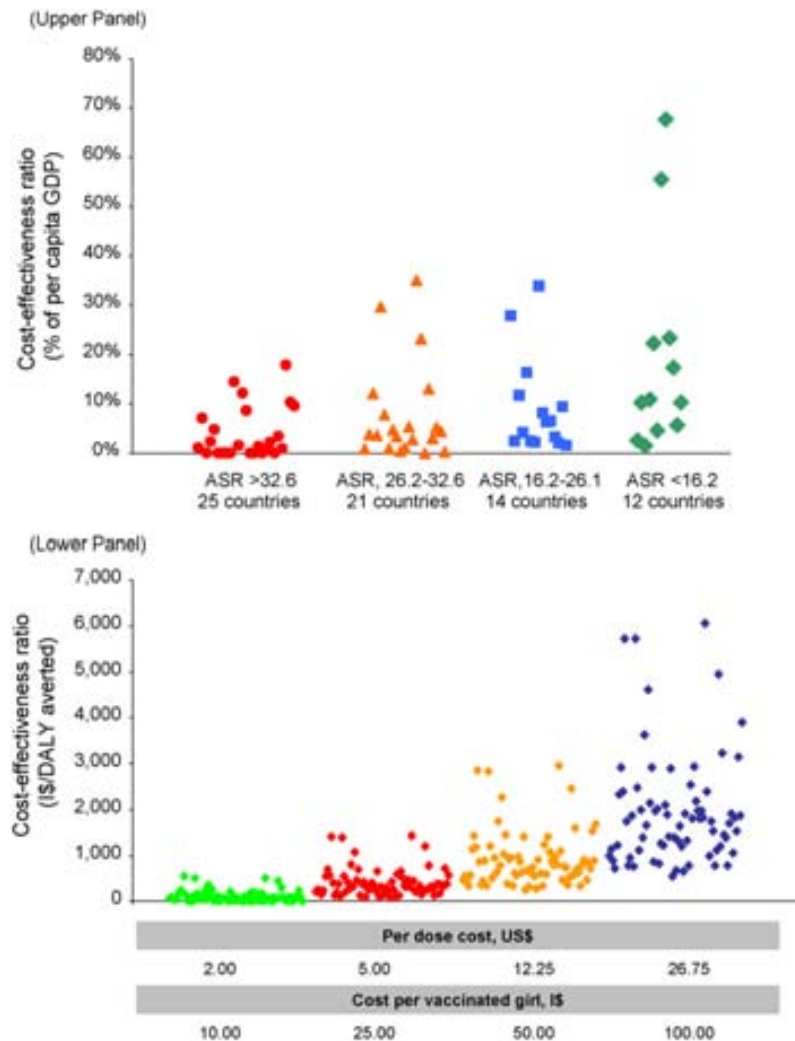 (Upper Panel)
80%
70%
60%
50%
40%
30%
20%
10%
0%
Cost-effectiveness ratio
(% of per capita GDP)
ASR >32.6
25 countries
ASR, 26.2-32.6
21 countries
ASR,16.2-26.1
14 countries
ASR <16.2
12 countries
(Lower Panel)
7,000
6,000
5,000
4,000
3,000
2,000
1,000
0
Cost-effectiveness ratio
(I$/DALY averted)
Per dose cost, US$
2.00 5.00 12.25 26.75
Cost per vaccinated girl, I$
10.00 25.00 50.00 100.00